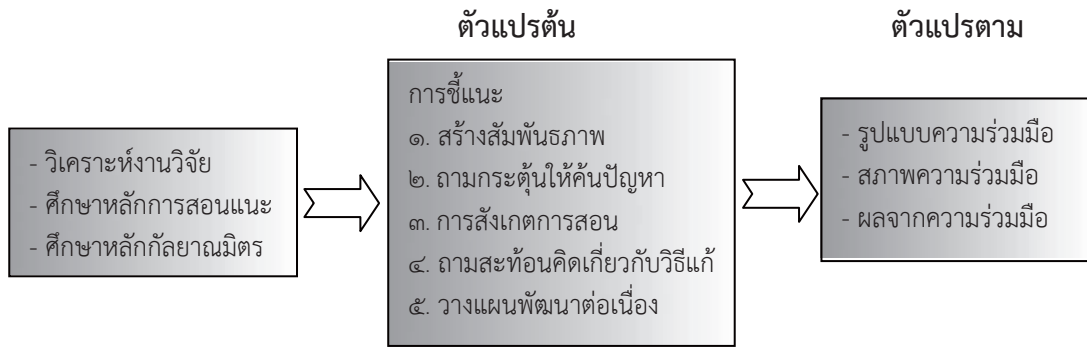 ตัวแปรต้น
ตัวแปรตาม
- วิเคราะห์งานวิจัย
- ศึกษาหลักการสอนแนะ
- ศึกษาหลักกัลยาณมิตร
การชี้แนะ
๑. สร้างสัมพันธภาพ
๒. ถามกระตุ้นให้ค้นปัญหา
๓. การสังเกตการสอน
๔. ถามสะท้อนคิดเกี่ยวกับวิธีแก้
๕. วางแผนพัฒนาต่อเนื่อง
- รูปแบบความร่วมมือ
- สภาพความร่วมมือ
- ผลจากความร่วมมือ